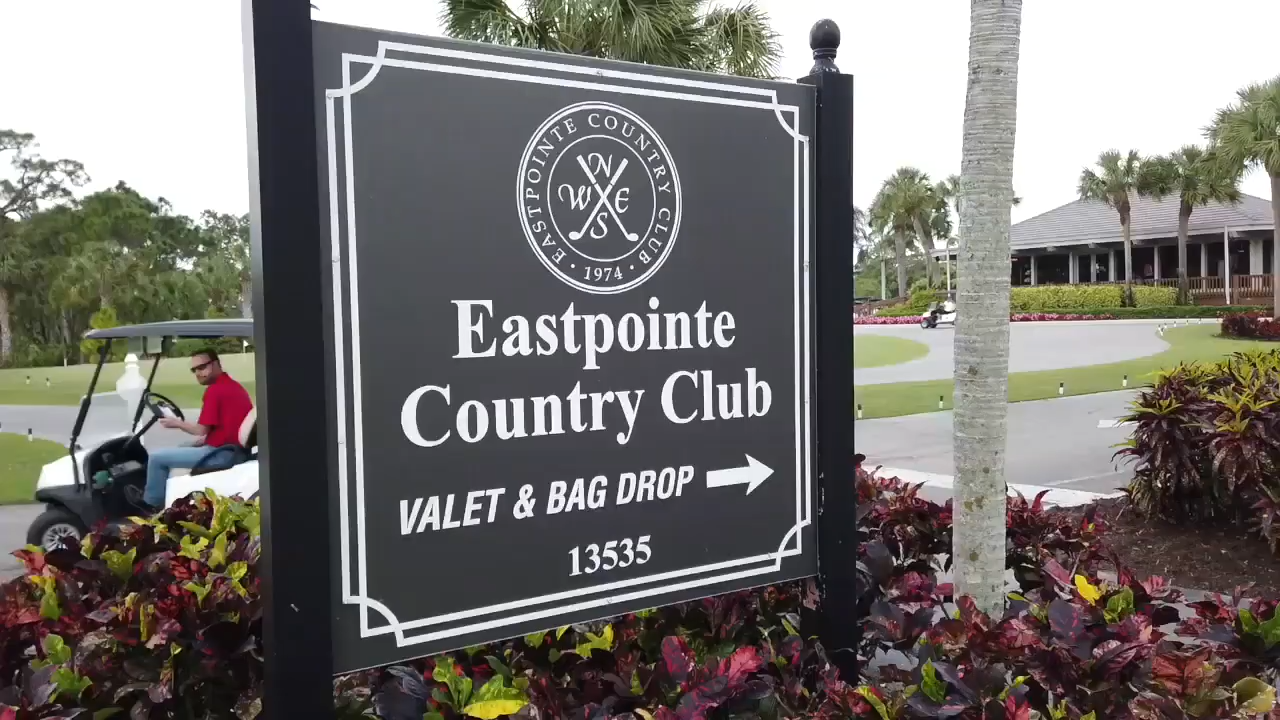 EASTPOINTE COUNTRY CLUB
N
W E
S
• 1974 •
Eastpointe
Country Club
VALET & BAG DROP →
13535